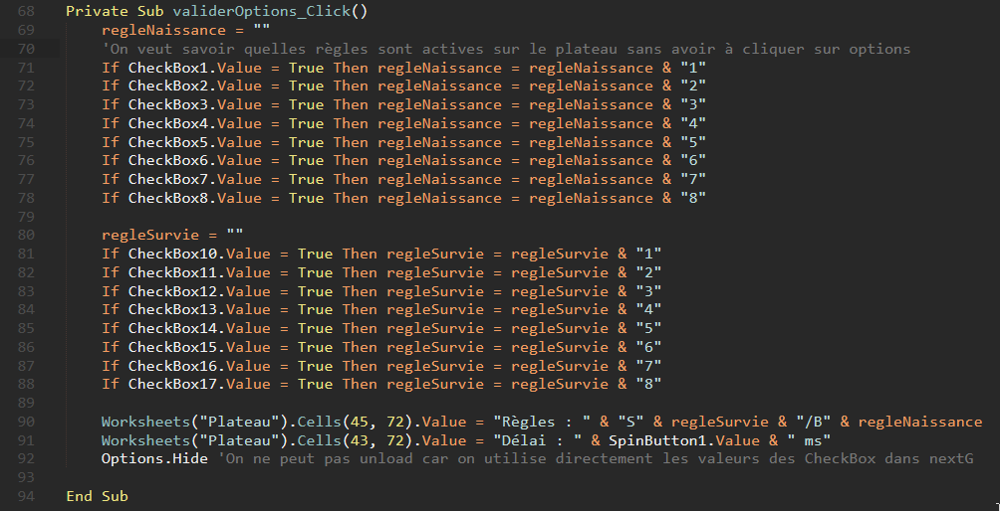 68 Private Sub validerOptions_Click()
69 regleNaissance = ""
70 'On veut savoir quelles règles sont actives sur le plateau sans avoir à cliquer sur options
71 If CheckBox1.Value = True Then regleNaissance = regleNaissance & "1"
72 If CheckBox2.Value = True Then regleNaissance = regleNaissance & "2"
73 If CheckBox3.Value = True Then regleNaissance = regleNaissance & "3"
74 If CheckBox4.Value = True Then regleNaissance = regleNaissance & "4"
75 If CheckBox5.Value = True Then regleNaissance = regleNaissance & "5"
76 If CheckBox6.Value = True Then regleNaissance = regleNaissance & "6"
77 If CheckBox7.Value = True Then regleNaissance = regleNaissance & "7"
78 If CheckBox8.Value = True Then regleNaissance = regleNaissance & "8"
79
80 regleSurvie = ""
81 If CheckBox10.Value = True Then regleSurvie = regleSurvie & "1"
82 If CheckBox11.Value = True Then regleSurvie = regleSurvie & "2"
83 If CheckBox12.Value = True Then regleSurvie = regleSurvie & "3"
84 If CheckBox13.Value = True Then regleSurvie = regleSurvie & "4"
85 If CheckBox14.Value = True Then regleSurvie = regleSurvie & "5"
86 If CheckBox15.Value = True Then regleSurvie = regleSurvie & "6"
87 If CheckBox16.Value = True Then regleSurvie = regleSurvie & "7"
88 If CheckBox17.Value = True Then regleSurvie = regleSurvie & "8"
89
90 Worksheets("Plateau").Cells(45, 72).Value = "Règles : " & "S" & regleSurvie & "/B" & regleNaissance
91 Worksheets("Plateau").Cells(43, 72).Value = "Délai : " & SpinButton1.Value & " ms"
92 Options.Hide 'On ne peut pas unload car on utilise directement les valeurs des CheckBox dans nextG
93
94 End Sub